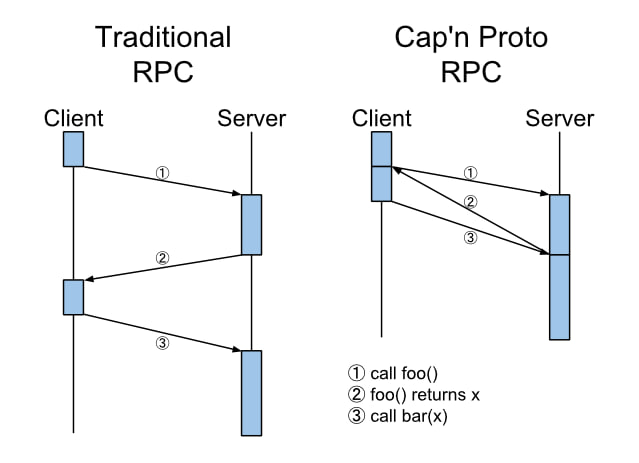 Traditional
RPC
Client
Server
①
②
③
Cap'n Proto
RPC
Client
Server
①
②
③
① call foo()
② foo() returns x
③ call bar(x)